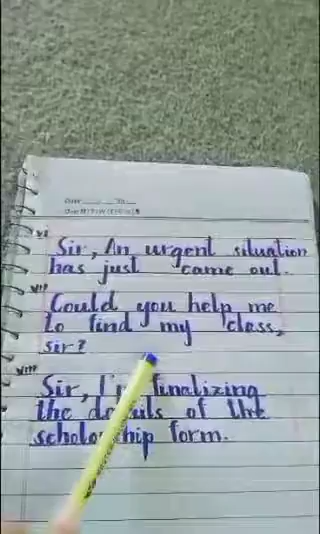 vi
Sir, An urgent situation
has just came out.
vii
Could you help me
to find my class,
sir?
viii
Sir, I'm finalizing
the details of the
scholarship form.